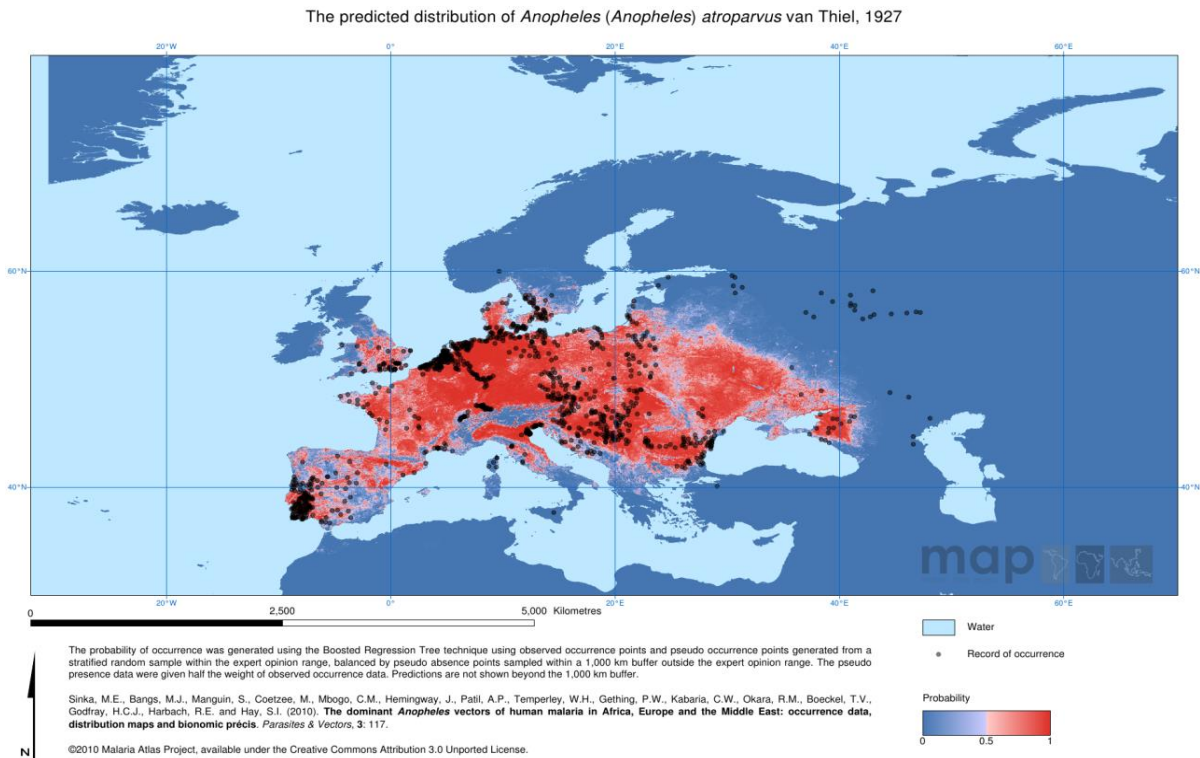 The predicted distribution of Anopheles (Anopheles) atroparvus van Thiel, 1927
20°W 0° 20°E 40°E 60°E
60°N 60°N
40°N 40°N
map
20°W 0° 20°E 40°E 60°E
0 2,500 5,000 Kilometres
The probability of occurrence was generated using the Boosted Regression Tree technique using observed occurrence points and pseudo occurrence points generated from a
stratified random sample within the expert opinion range, balanced by pseudo absence points sampled within a 1,000 km buffer outside the expert opinion range. The pseudo
presence data were given half the weight of observed occurrence data. Predictions are not shown beyond the 1,000 km buffer.
Sinka, M.E., Bangs, M.J., Manguin, S., Coetzee, M., Mbogo, C.M., Hemingway, J., Patil, A.P., Temperley, W.H., Gething, P.W., Kabaria, C.W., Okara, R.M., Boeckel, T.V.,
Godfray, H.C.J., Harbach, R.E. and Hay, S.I. (2010). The dominant Anopheles vectors of human malaria in Africa, Europe and the Middle East: occurrence data,
distribution maps and bionomic précis. Parasites & Vectors, 3: 117.
©2010 Malaria Atlas Project, available under the Creative Commons Attribution 3.0 Unported License.
N
Water
Record of occurrence
Probability
0 0.5 1